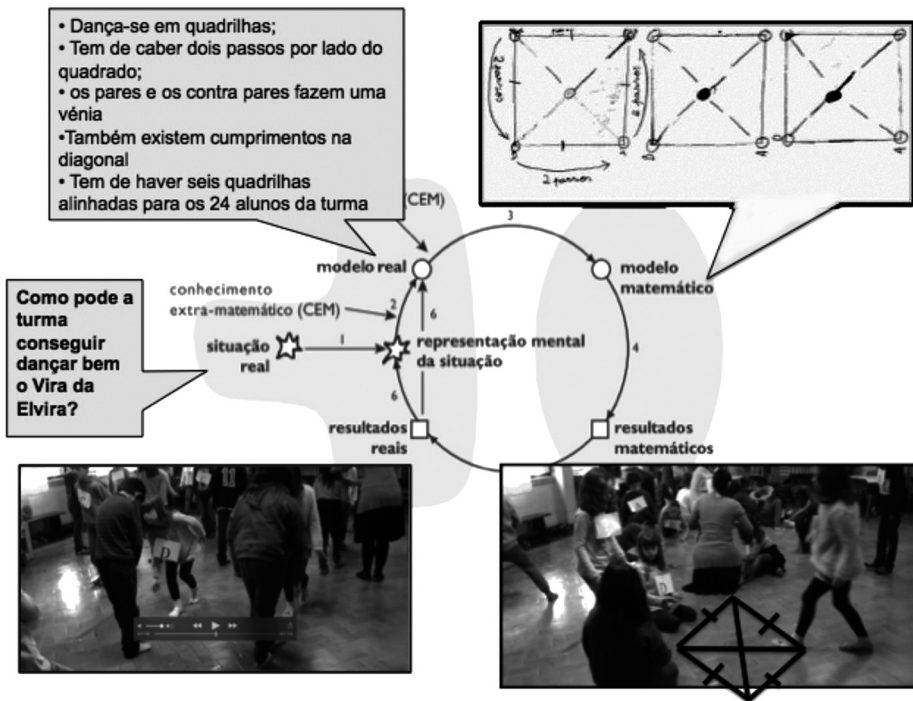 • Dança-se em quadrilhas;
• Tem de caber dois passos por lado do
quadrado;
• os pares e os contra pares fazem uma
vénia
•Também existem cumprimentos na
diagonal
• Tem de haver seis quadrilhas
alinhadas para os 24 alunos da turma
2 passos
2 passos
2 passos
D
A
A
(CEM)
3
modelo real
modelo
matemático
conhecimento
extra-matemático (CEM)
2
6
Como pode a
turma
conseguir
dançar bem
o Vira da
Elvira?
situação
real
1
representação mental
da situação
4
6
resultados
reais
resultados
matemáticos
D
D